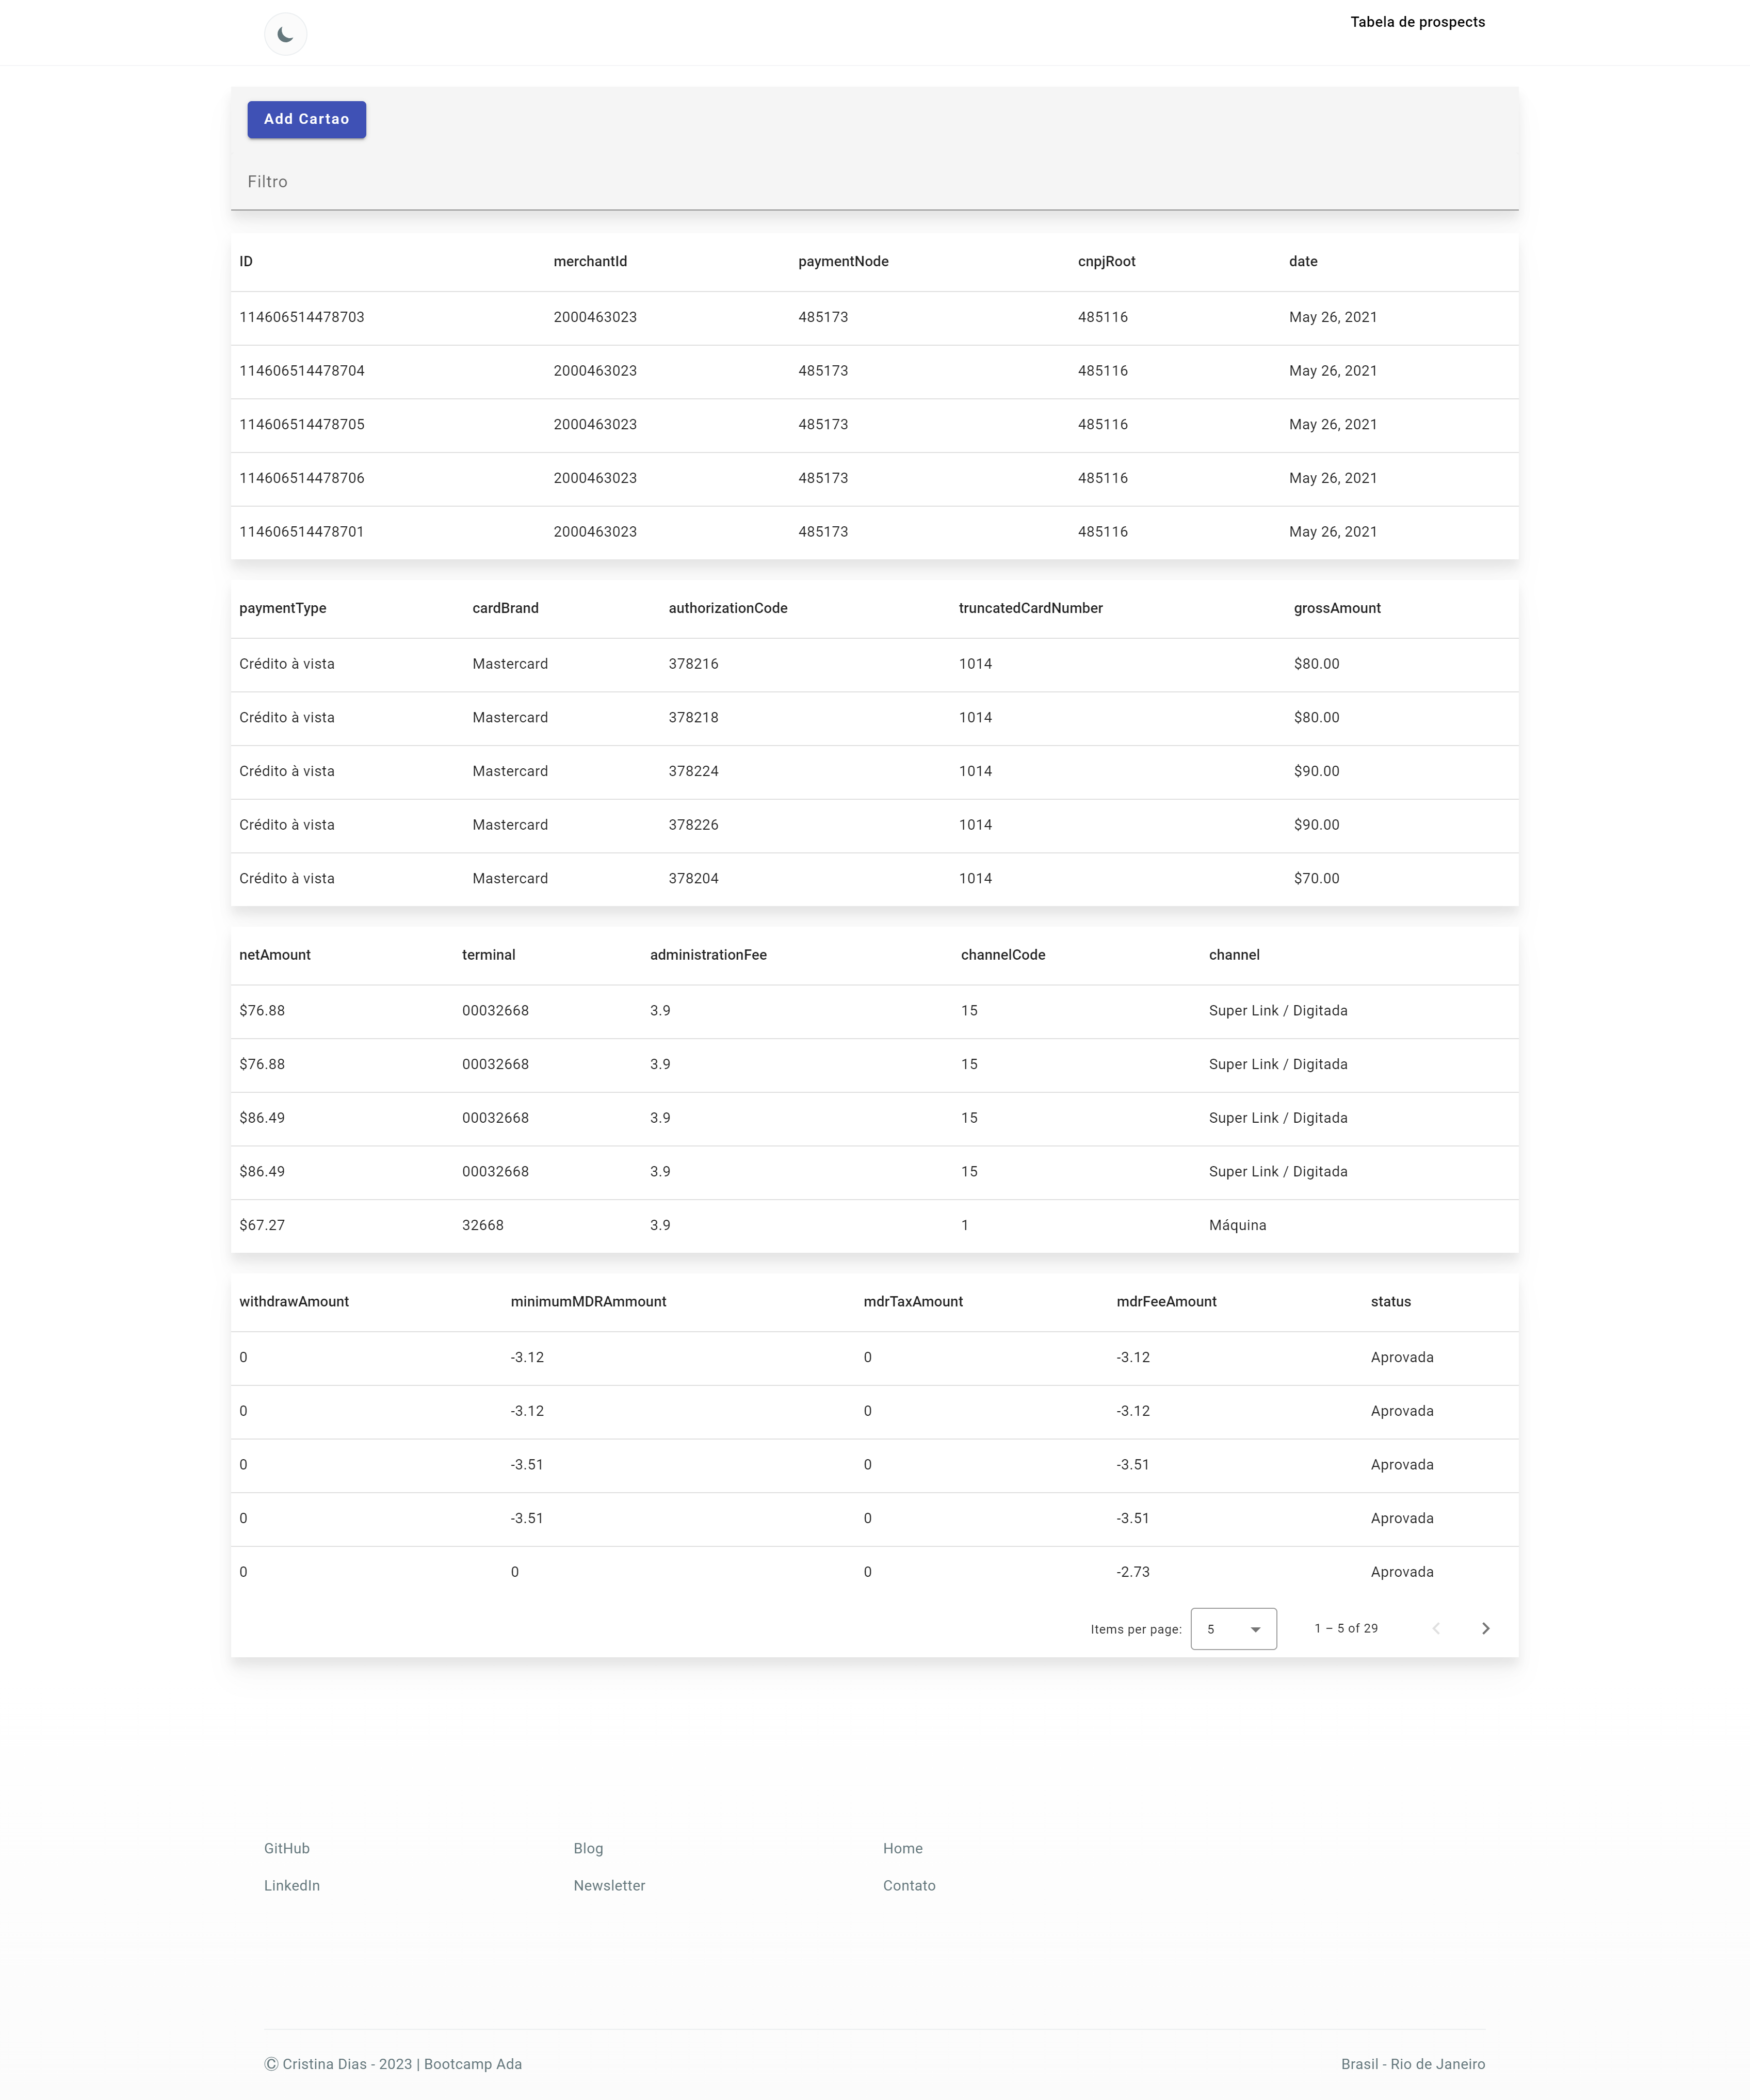 Tabela de prospects
Add Cartao
Filtro
ID merchantId paymentNode cnpjRoot date
114606514478703 2000463023 485173 485116 May 26, 2021
114606514478704 2000463023 485173 485116 May 26, 2021
114606514478705 2000463023 485173 485116 May 26, 2021
114606514478706 2000463023 485173 485116 May 26, 2021
114606514478701 2000463023 485173 485116 May 26, 2021
paymentType cardBrand authorizationCode truncatedCardNumber grossAmount
Crédito à vista Mastercard 378216 1014 $80.00
Crédito à vista Mastercard 378218 1014 $80.00
Crédito à vista Mastercard 378224 1014 $90.00
Crédito à vista Mastercard 378226 1014 $90.00
Crédito à vista Mastercard 378204 1014 $70.00
netAmount terminal administrationFee channelCode channel
$76.88 00032668 3.9 15 Super Link / Digitada
$76.88 00032668 3.9 15 Super Link / Digitada
$86.49 00032668 3.9 15 Super Link / Digitada
$86.49 00032668 3.9 15 Super Link / Digitada
$67.27 32668 3.9 1 Máquina
withdrawAmount minimumMDRAmmount mdrTaxAmount mdrFeeAmount status
0 -3.12 0 -3.12 Aprovada
0 -3.12 0 -3.12 Aprovada
0 -3.51 0 -3.51 Aprovada
0 -3.51 0 -3.51 Aprovada
0 0 0 -2.73 Aprovada
Items per page: 5 1 – 5 of 29
GitHub Blog Home
LinkedIn Newsletter Contato
Ⓒ Cristina Dias - 2023 | Bootcamp Ada Brasil - Rio de Janeiro